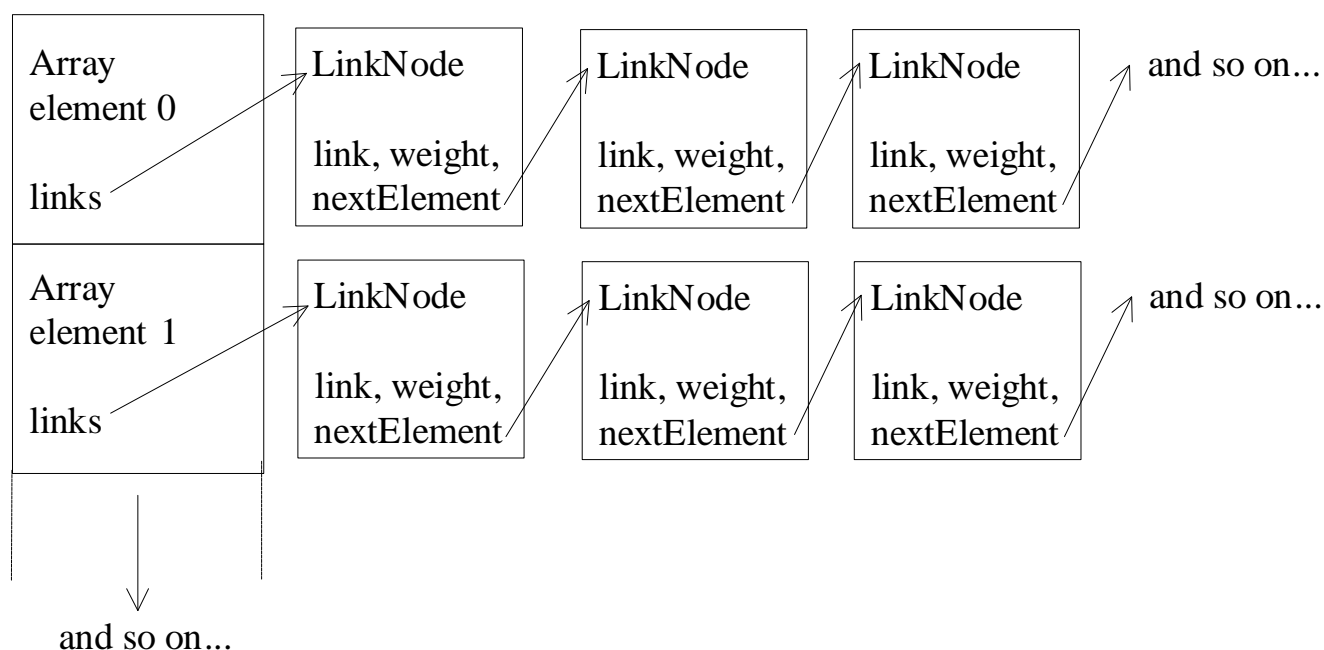 Array
element 0
links
LinkNode
link, weight,
nextElement
LinkNode
link, weight,
nextElement
LinkNode
link, weight,
nextElement
and so on...
Array
element 1
links
LinkNode
link, weight,
nextElement
LinkNode
link, weight,
nextElement
LinkNode
link, weight,
nextElement
and so on...
and so on...